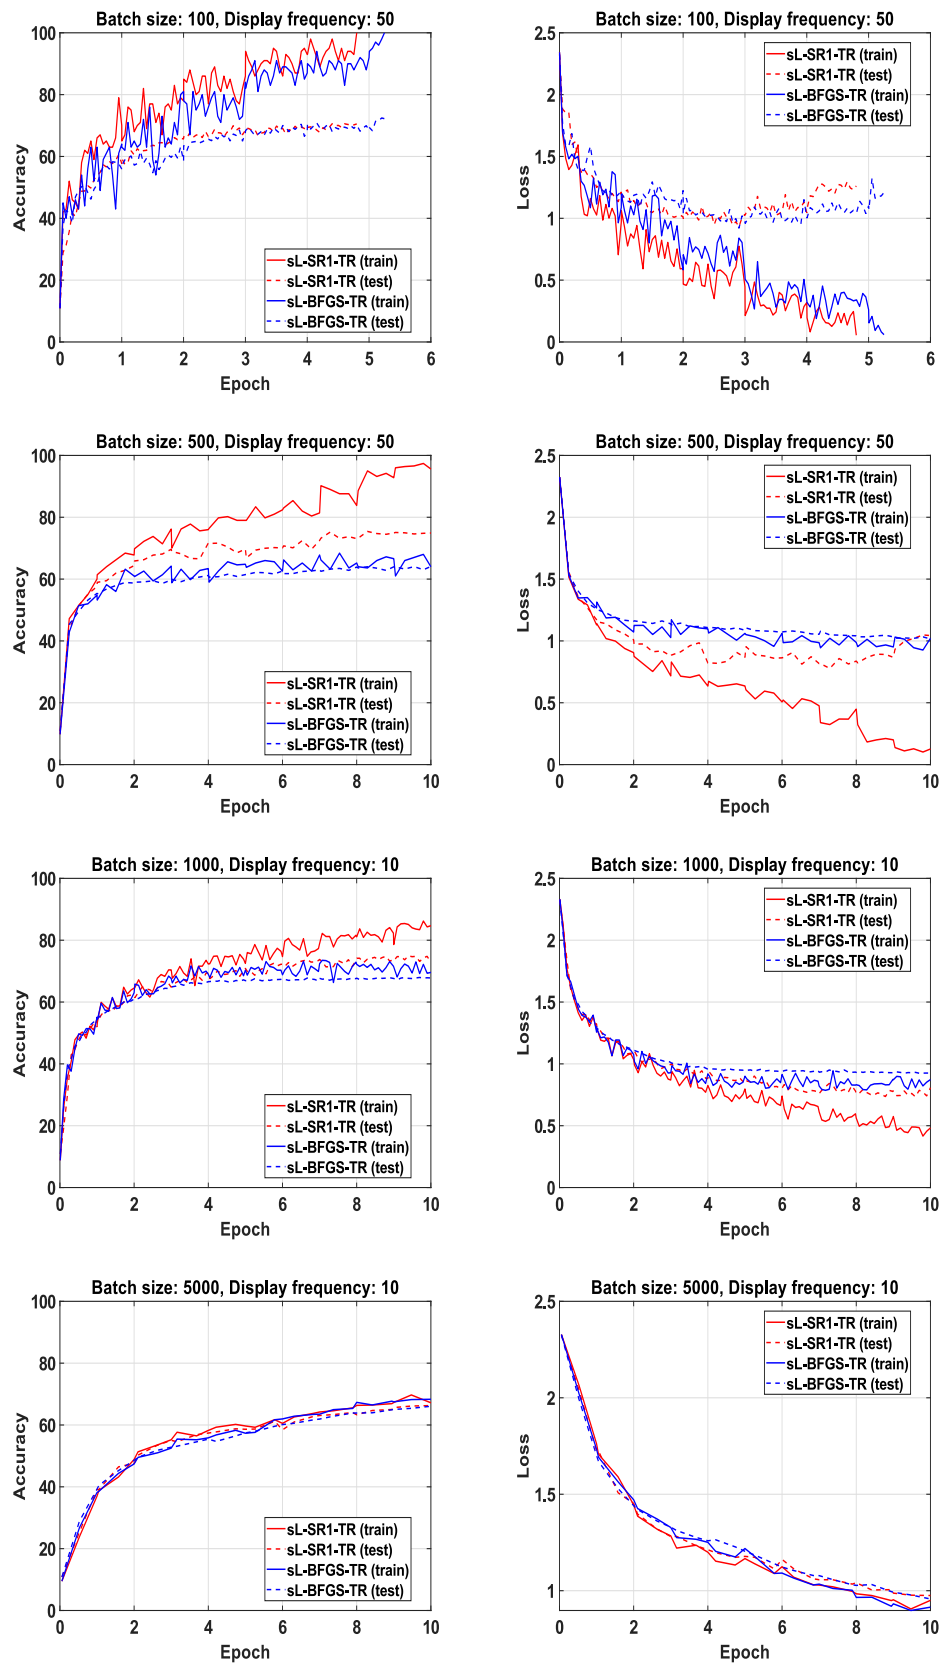 Batch size: 100, Display frequency: 50
100
80
60
40
20
0
Accuracy
0 1 2 3 4 5 6
Epoch
sL-SR1-TR (train)
sL-SR1-TR (test)
sL-BFGS-TR (train)
sL-BFGS-TR (test)
Batch size: 100, Display frequency: 50
2.5
2
1.5
1
0.5
0
Loss
0 1 2 3 4 5 6
Epoch
sL-SR1-TR (train)
sL-SR1-TR (test)
sL-BFGS-TR (train)
sL-BFGS-TR (test)
Batch size: 500, Display frequency: 50
100
80
60
40
20
0
Accuracy
0 2 4 6 8 10
Epoch
sL-SR1-TR (train)
sL-SR1-TR (test)
sL-BFGS-TR (train)
sL-BFGS-TR (test)
Batch size: 500, Display frequency: 50
2.5
2
1.5
1
0.5
0
Loss
0 2 4 6 8 10
Epoch
sL-SR1-TR (train)
sL-SR1-TR (test)
sL-BFGS-TR (train)
sL-BFGS-TR (test)
Batch size: 1000, Display frequency: 10
100
80
60
40
20
0
Accuracy
0 2 4 6 8 10
Epoch
sL-SR1-TR (train)
sL-SR1-TR (test)
sL-BFGS-TR (train)
sL-BFGS-TR (test)
Batch size: 1000, Display frequency: 10
2.5
2
1.5
1
0.5
0
Loss
0 2 4 6 8 10
Epoch
sL-SR1-TR (train)
sL-SR1-TR (test)
sL-BFGS-TR (train)
sL-BFGS-TR (test)
Batch size: 5000, Display frequency: 10
100
80
60
40
20
0
Accuracy
0 2 4 6 8 10
Epoch
sL-SR1-TR (train)
sL-SR1-TR (test)
sL-BFGS-TR (train)
sL-BFGS-TR (test)
Batch size: 5000, Display frequency: 10
2.5
2
1.5
1
Loss
0 2 4 6 8 10
Epoch
sL-SR1-TR (train)
sL-SR1-TR (test)
sL-BFGS-TR (train)
sL-BFGS-TR (test)